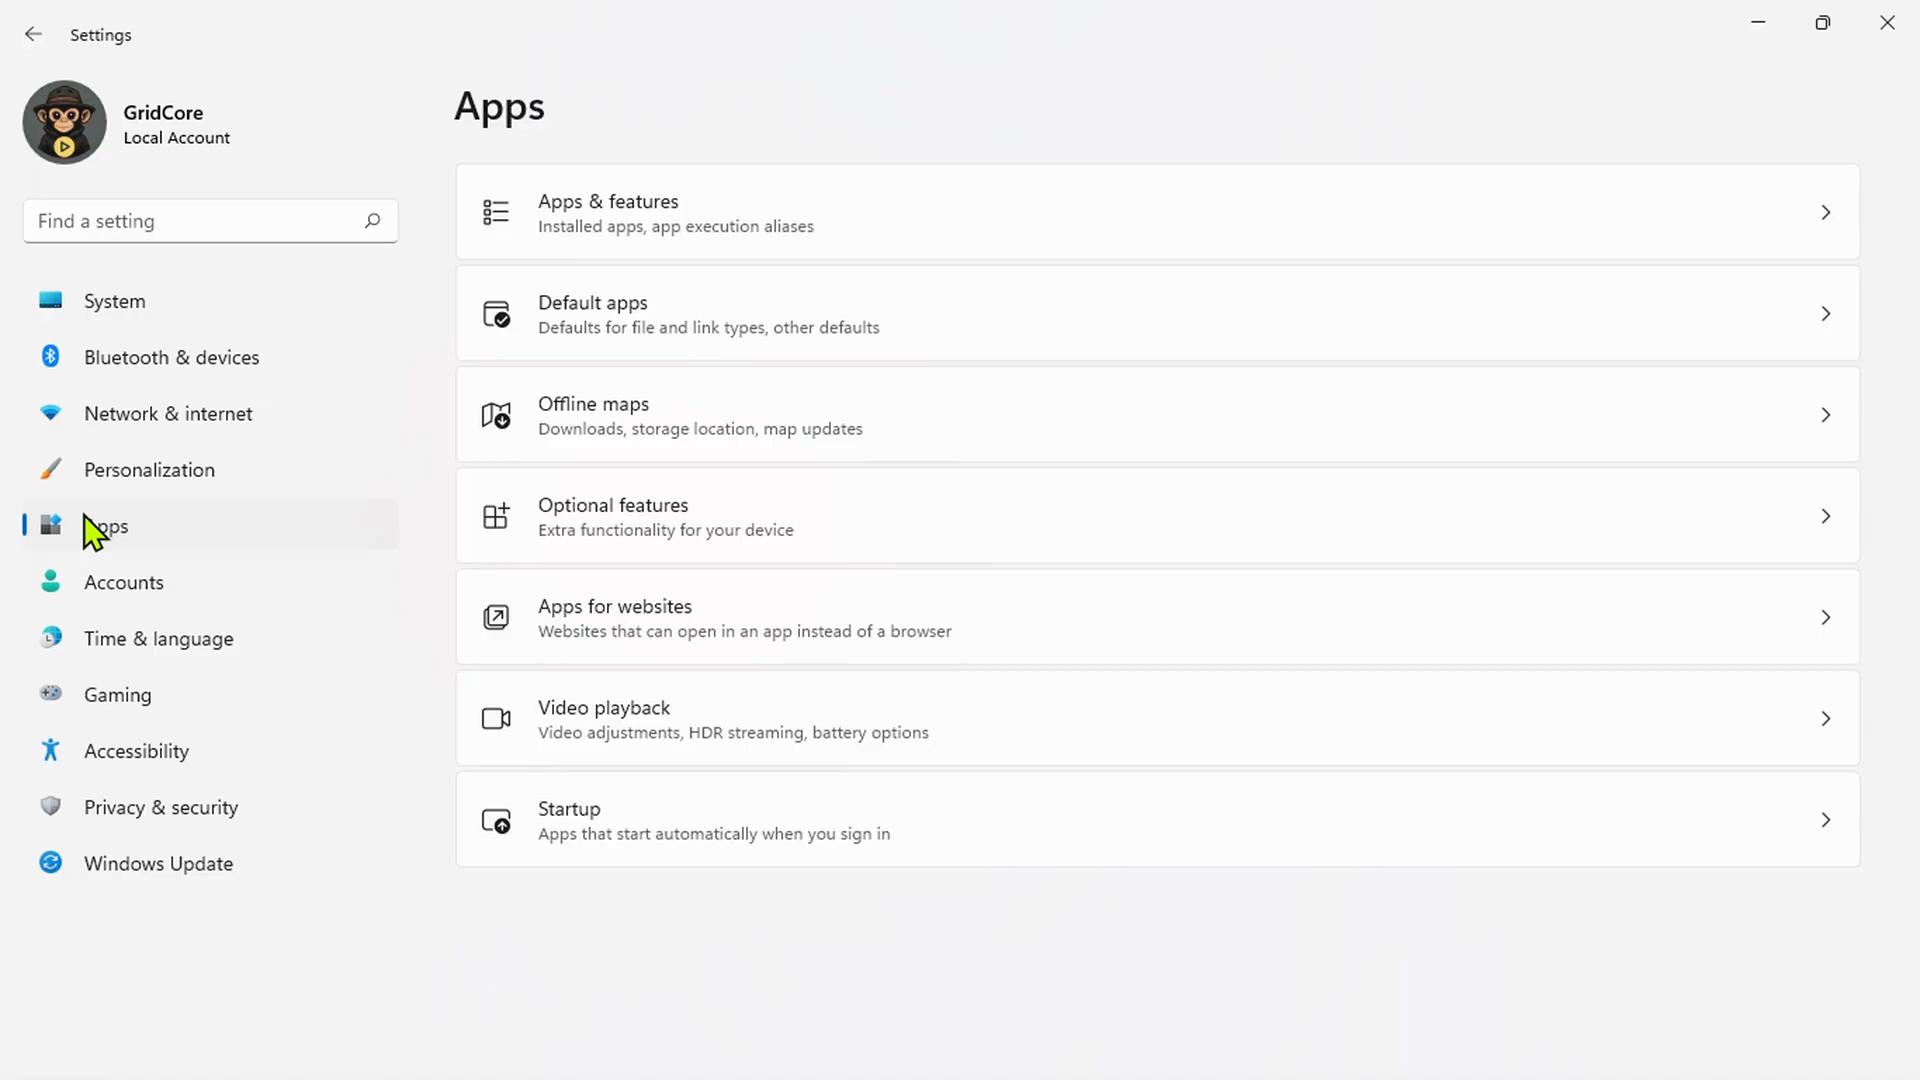 Settings
GridCore
Local Account
Find a setting
System
Bluetooth & devices
Network & internet
Personalization
Apps
Accounts
Time & language
Gaming
Accessibility
Privacy & security
Windows Update
Apps
Apps & features
Installed apps, app execution aliases
Default apps
Defaults for file and link types, other defaults
Offline maps
Downloads, storage location, map updates
Optional features
Extra functionality for your device
Apps for websites
Websites that can open in an app instead of a browser
Video playback
Video adjustments, HDR streaming, battery options
Startup
Apps that start automatically when you sign in